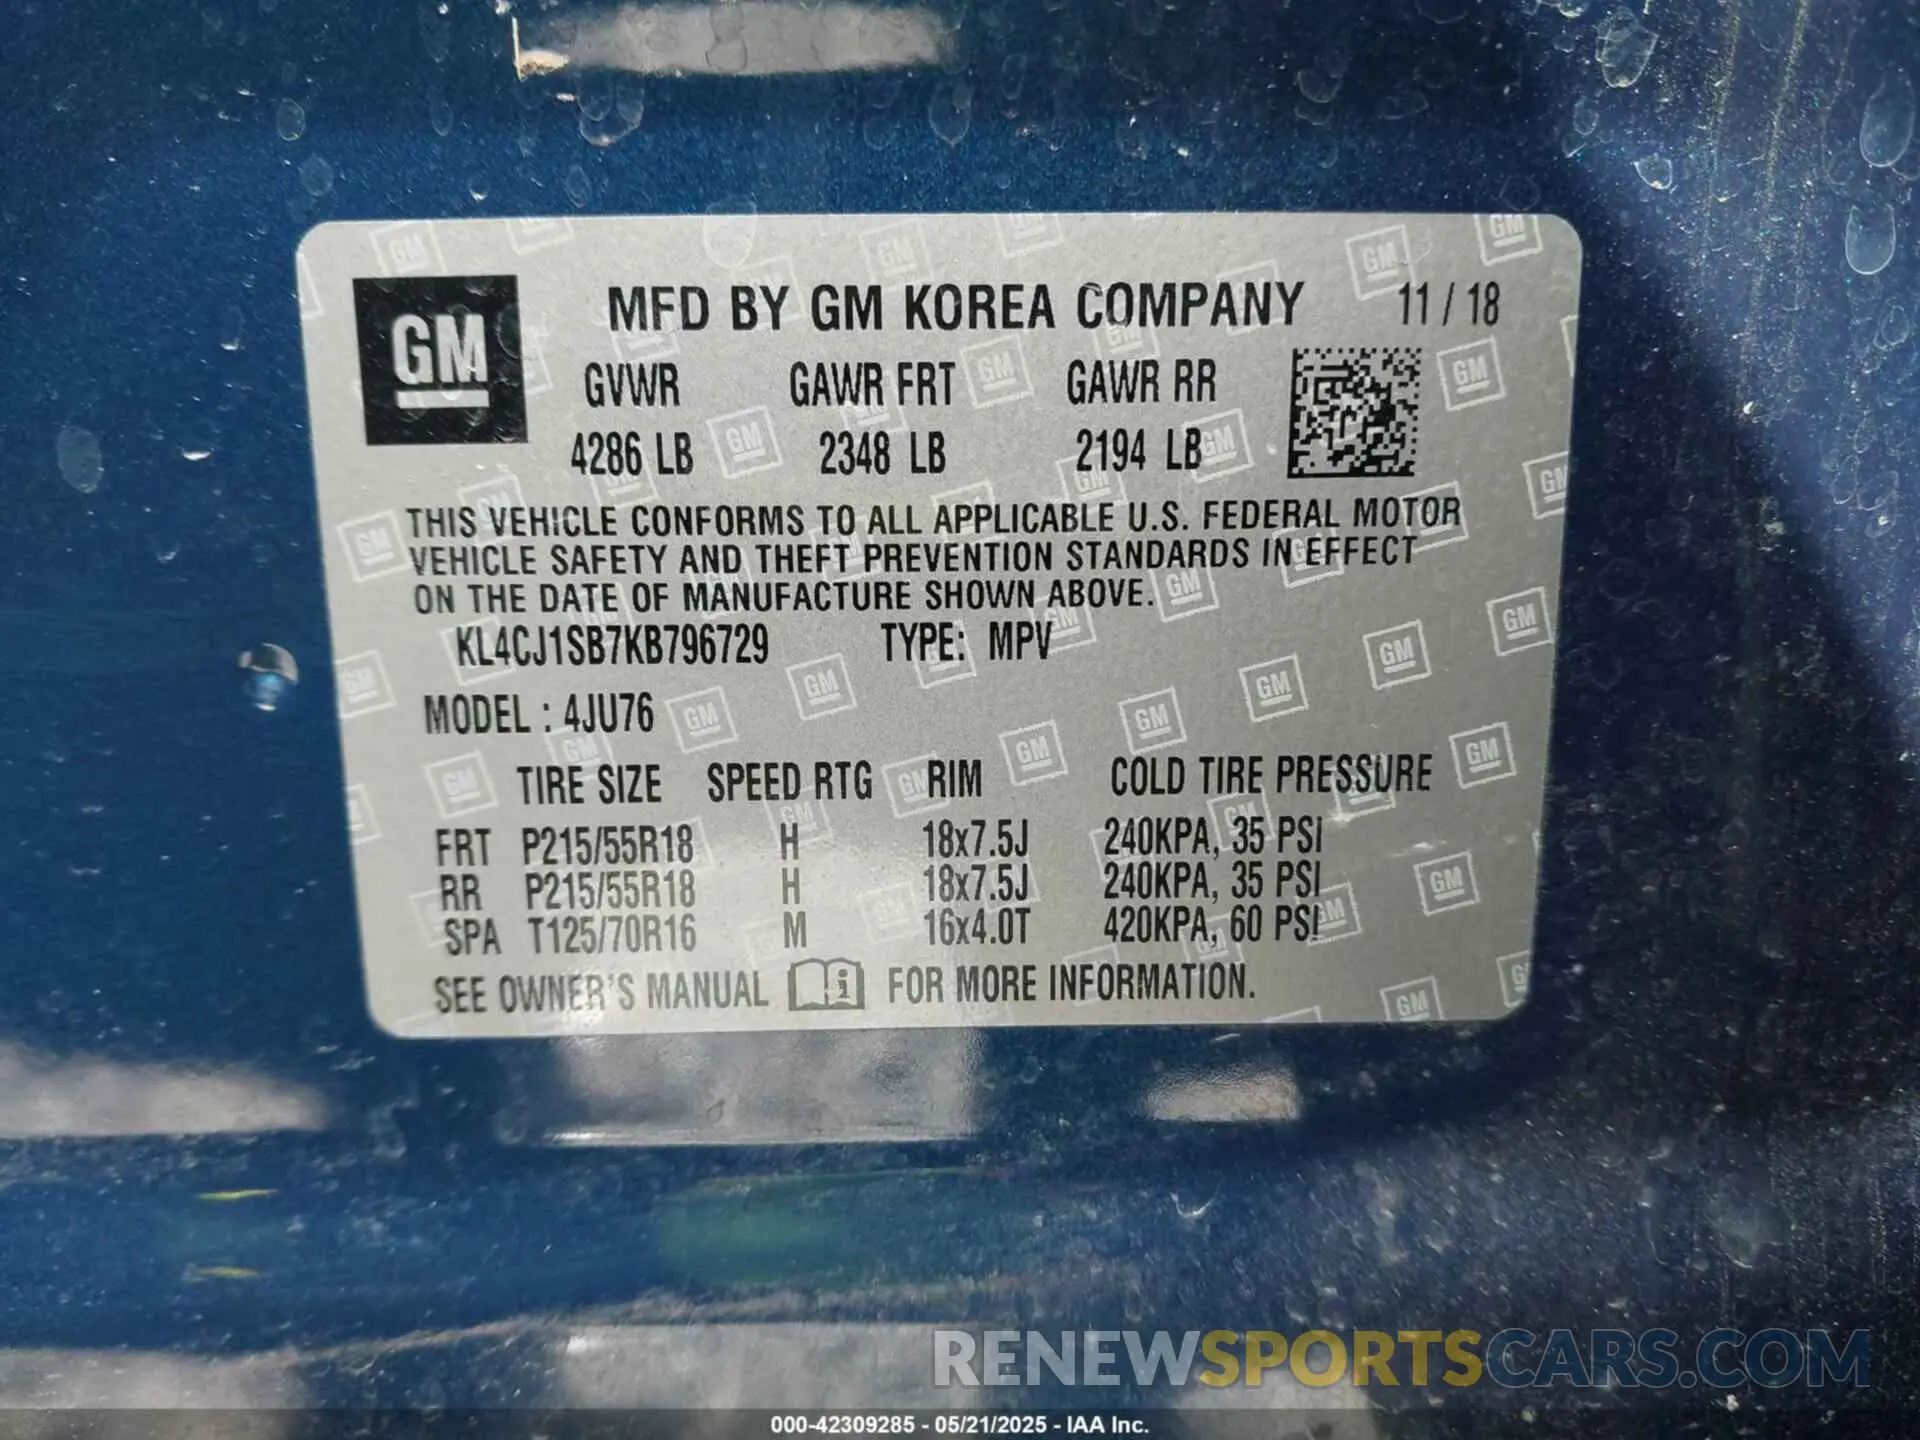 GM
MFD BY GM KOREA COMPANY 11 / 18
GVWR GAWR FRT GAWR RR
4286 LB 2348 LB 2194 LB
THIS VEHICLE CONFORMS TO ALL APPLICABLE U.S. FEDERAL MOTOR
VEHICLE SAFETY AND THEFT PREVENTION STANDARDS IN EFFECT
ON THE DATE OF MANUFACTURE SHOWN ABOVE.
KL4CJ1SB7KB796729 TYPE: MPV
MODEL : 4JU76
TIRE SIZE SPEED RTG RIM COLD TIRE PRESSURE
FRT P215/55R18 H 18x7.5J 240KPA, 35 PSI
RR P215/55R18 H 18x7.5J 240KPA, 35 PSI
SPA T125/70R16 M 16x4.0T 420KPA, 60 PSI
SEE OWNER'S MANUAL FOR MORE INFORMATION.
RENEWSPORTSCARS.COM
000-42309285 - 05/21/2025 - IAA Inc.